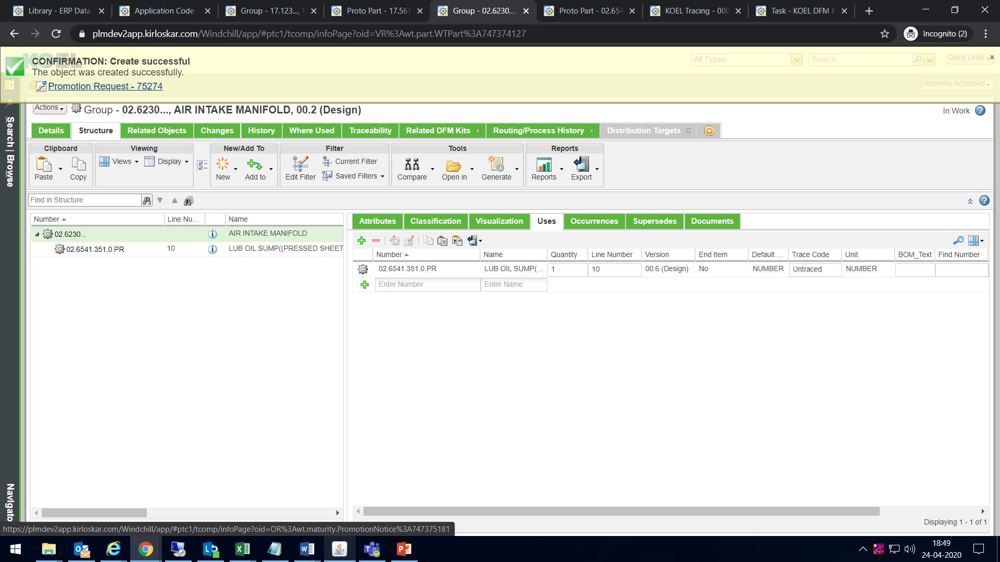 Library - ERP Data
Application Code -
Group - 17.123..., T
Proto Part - 17.561
Group - 02.6230...,
Proto Part - 02.654
KOEL Tracing - 000
Task - KOEL DFM K
plmdev2app.kirloskar.com/Windchill/app/#ptc1/tcomp/infoPage?oid=VR%3Awt.part.WTPart%3A747374127
Incognito (2)
KOEL
CONFIRMATION: Create successful
The object was created successfully.
Promotion Request - 75274
All Types
Search . . .
Quick Links
Recently Accessed
Actions
Group - 02.6230..., AIR INTAKE MANIFOLD, 00.2 (Design)
In Work
Search | Browse
Navigato
Details Structure Related Objects Changes History Where Used Traceability Related DFM Kits Routing/Process History Distribution Targets
Clipboard Viewing New/Add To Filter Tools Reports
Paste Copy Views Display New Add to Edit Filter Current Filter Saved Filters Compare Open in Generate Reports Export
Find in Structure
Number Line Nu... Name
02.6230... AIR INTAKE MANIFOLD
02.6541.351.0.PR 10 LUB OIL SUMP((PRESSED SHEET
Attributes Classification Visualization Uses Occurrences Supersedes Documents
Number Name Quantity Line Number Version End Item Default ... Trace Code Unit BOM_Text Find Number
02.6541.351.0.PR LUB OIL SUMP(... 1 10 00.6 (Design) No NUMBER Untraced NUMBER
Enter Number Enter Name
Displaying 1 - 1 of 1
https://plmdev2app.kirloskar.com/Windchill/app/#ptc1/tcomp/infoPage?oid=OR%3Awt.maturity.PromotionNotice%3A747375181
18:49
24-04-2020